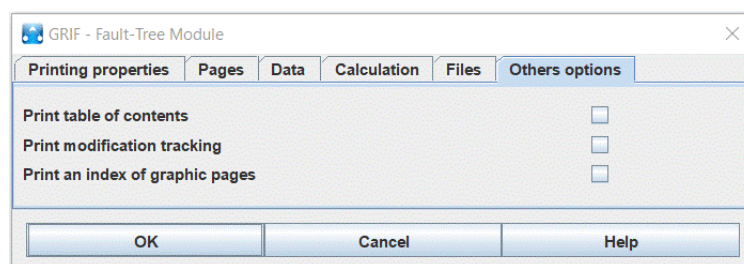 GRIF - Fault-Tree Module
Printing properties Pages Data Calculation Files Others options
Print table of contents
Print modification tracking
Print an index of graphic pages
OK Cancel Help